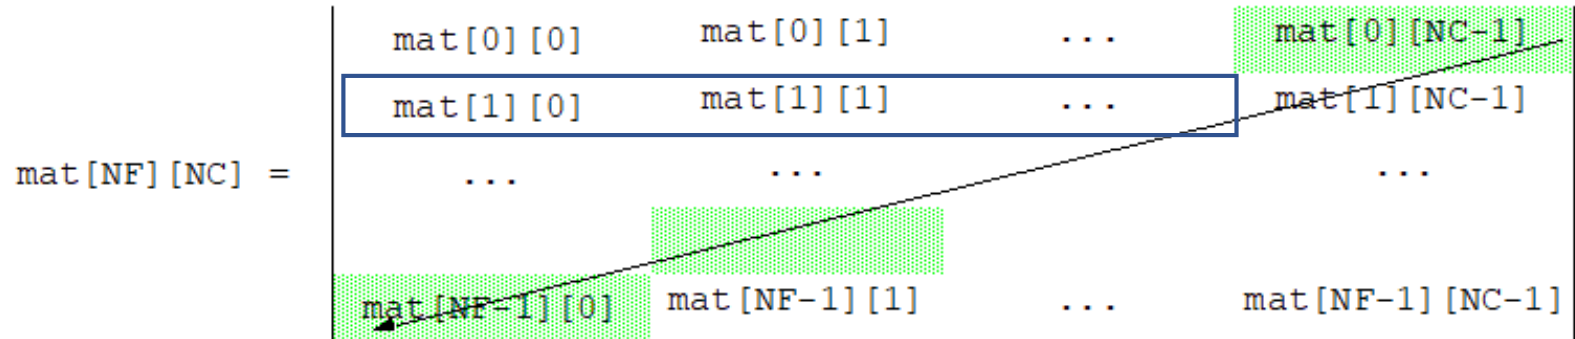 mat[0][0] mat[0][1] ... mat[0][NC-1]
mat[1][0] mat[1][1] ... mat[1][NC-1]
mat[NF][NC] = ... ... ...
mat[NF-1][0] mat[NF-1][1] ... mat[NF-1][NC-1]